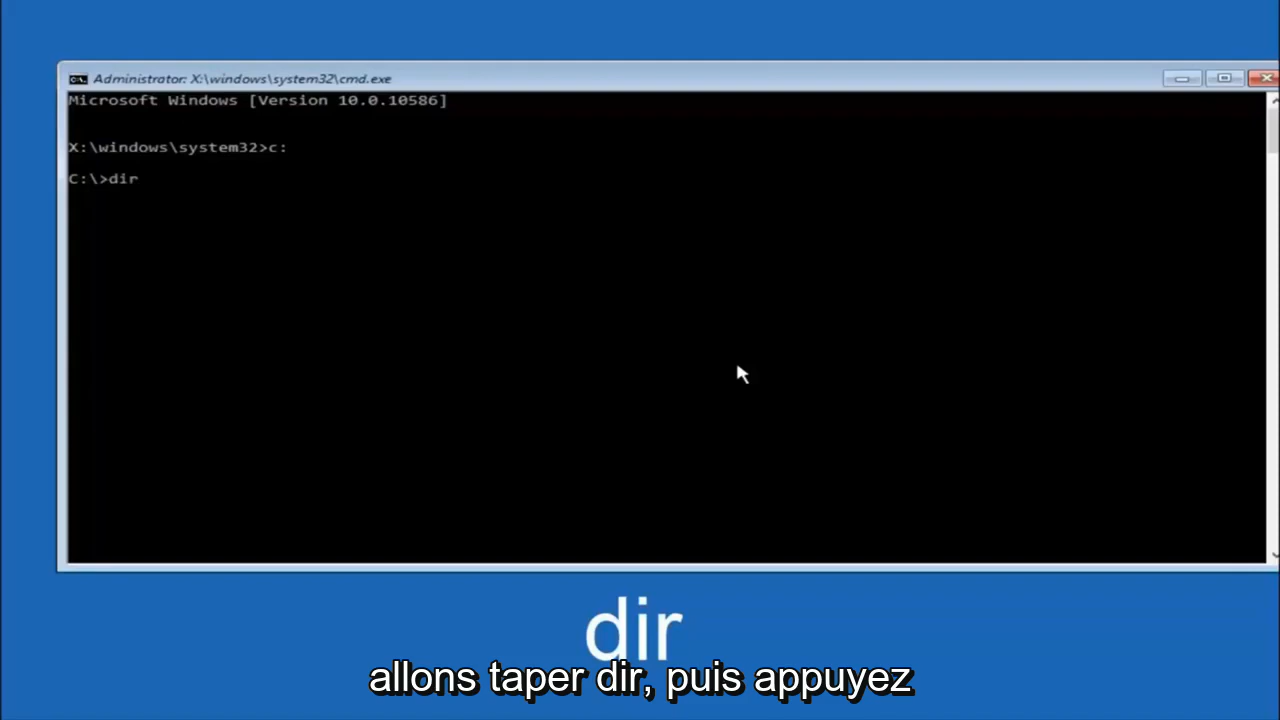 Administrator: X:\windows\system32\cmd.exe
Microsoft Windows [Version 10.0.10586]
X:\windows\system32>c:
C:\>dir
dir
allons taper dir, puis appuyez